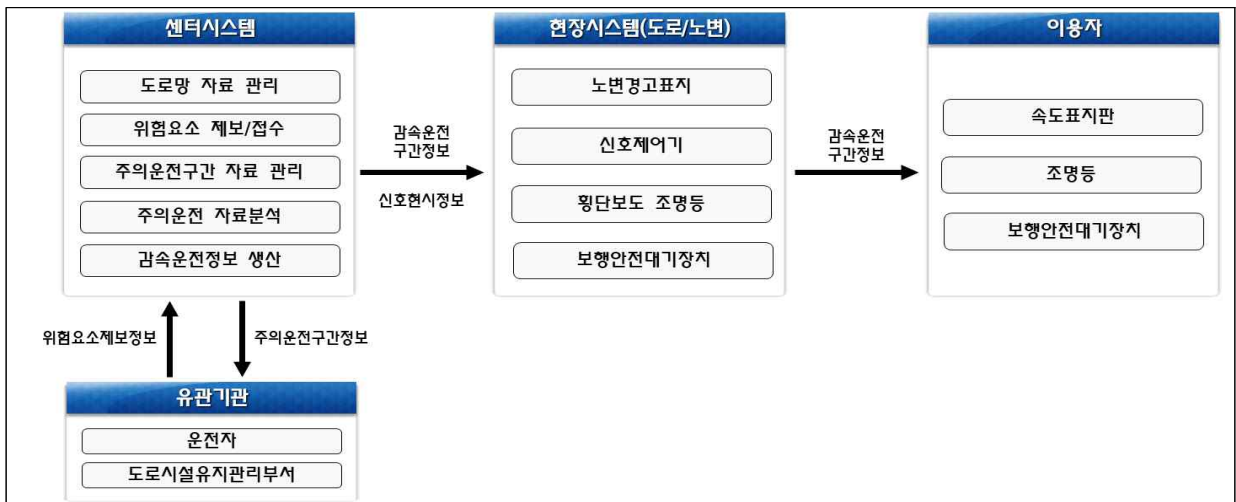 센터시스템
도로망 자료 관리
위험요소 제보/접수
주의운전구간 자료 관리
주의운전 자료분석
감속운전정보 생산
감속운전
구간정보
신호현시정보
현장시스템(도로/노변)
노변경고표지
신호제어기
횡단보도 조명등
보행안전대기장치
감속운전
구간정보
이용자
속도표지판
조명등
보행안전대기장치
위험요소제보정보
주의운전구간정보
유관기관
운전자
도로시설유지관리부서